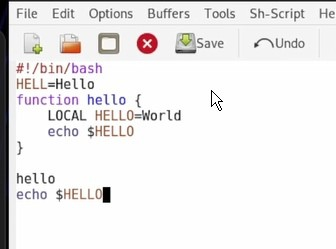 File Edit Options Buffers Tools Sh-Script He
Save Undo
#!/bin/bash
HELL=Hello
function hello {
    LOCAL HELLO=World
    echo $HELLO
}
hello
echo $HELLO